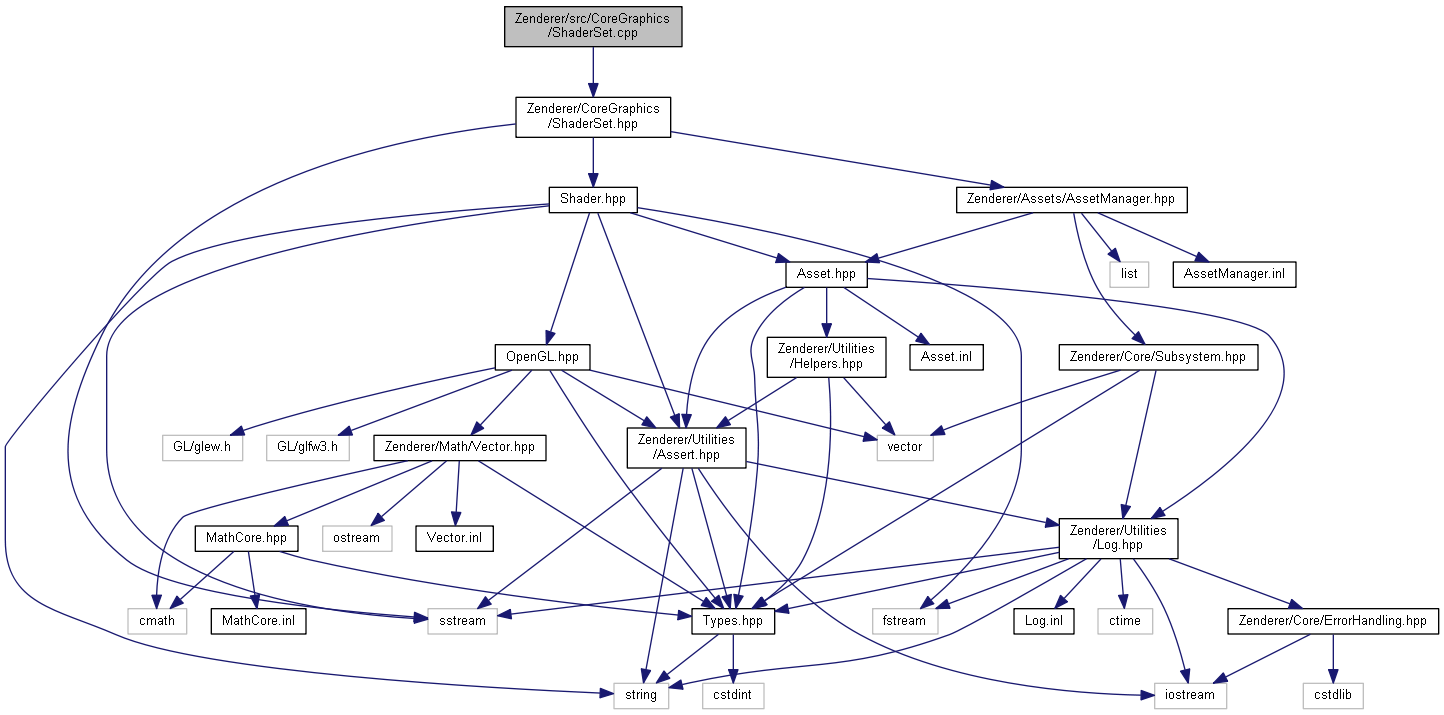 Zenderer/src/CoreGraphics
/ShaderSet.cpp
Zenderer/CoreGraphics
/ShaderSet.hpp
Shader.hpp
Zenderer/Assets/AssetManager.hpp
Asset.hpp
list
AssetManager.inl
OpenGL.hpp
Zenderer/Utilities
/Helpers.hpp
Asset.inl
Zenderer/Core/Subsystem.hpp
GL/glew.h
GL/glfw3.h
Zenderer/Math/Vector.hpp
Zenderer/Utilities
/Assert.hpp
vector
MathCore.hpp
ostream
Vector.inl
Zenderer/Utilities
/Log.hpp
cmath
MathCore.inl
sstream
Types.hpp
fstream
Log.inl
ctime
Zenderer/Core/ErrorHandling.hpp
string
cstdint
iostream
cstdlib